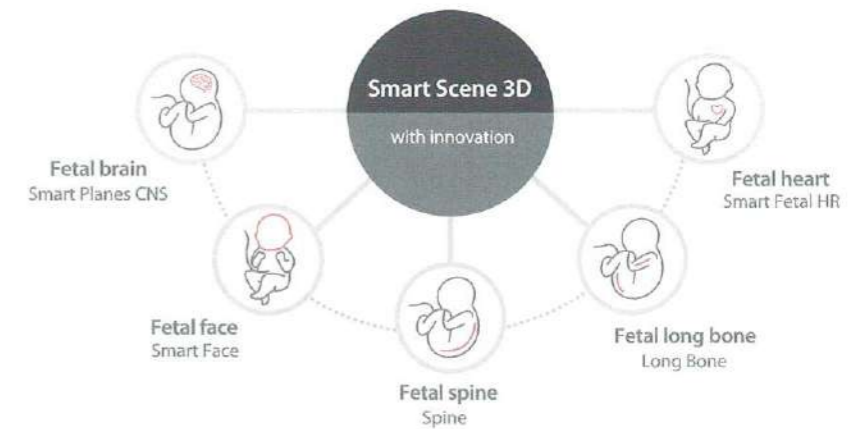 Smart Scene 3D
with innovation
Fetal brain
Smart Planes CNS
Fetal heart
Smart Fetal HR
Fetal face
Smart Face
Fetal long bone
Long Bone
Fetal spine
Spine